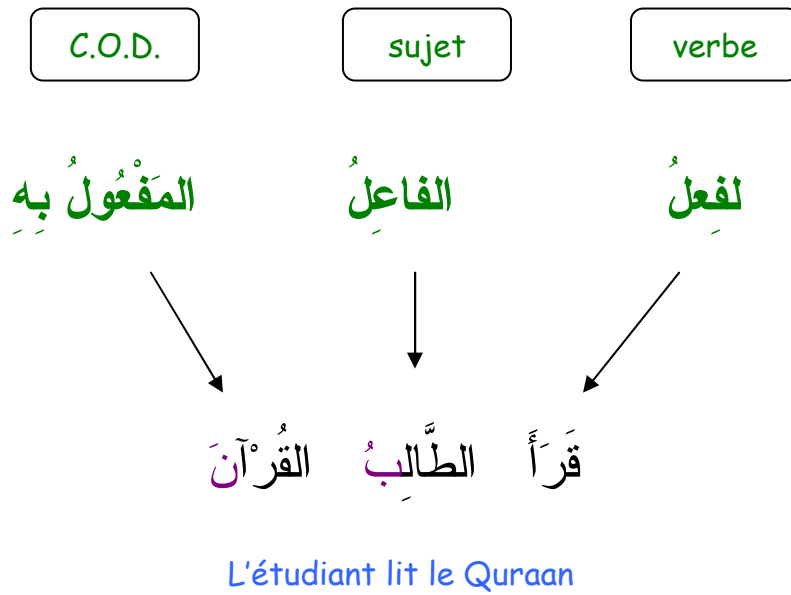 C.O.D. sujet verbe
لفِعلُ الفاعِلُ المَفْعُولُ بِهِ
قَرَأَ الطَّالِبُ القُرْآنَ
L'étudiant lit le Quraan